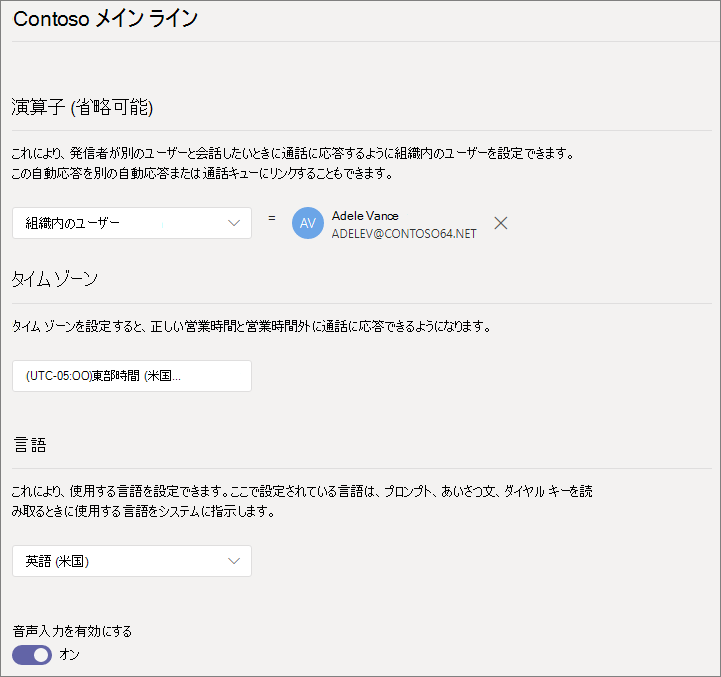 Contoso メイン ライン
演算子 (省略可能)
これにより、発信者が別のユーザーと会話したいときに通話に応答するように組織内のユーザーを設定できます。
この自動応答を別の自動応答または通話キューにリンクすることもできます。
組織内のユーザー = AV Adele Vance
ADELEV@CONTOSO64.NET
タイム ゾーン
タイム ゾーンを設定すると、正しい営業時間と営業時間外に通話に応答できるようになります。
(UTC-05:00)東部時間 (米国...
言語
これにより、使用する言語を設定できます。ここで設定されている言語は、プロンプト、あいさつ文、ダイヤル キーを読
み取るときに使用する言語をシステムに指示します。
英語 (米国)
音声入力を有効にする
オン